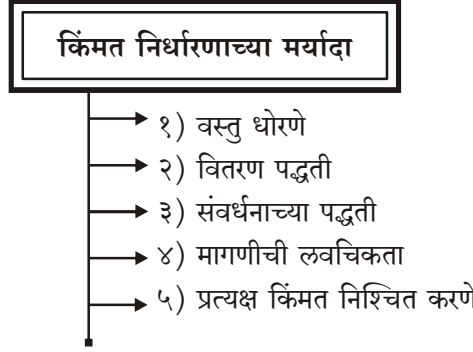 किंमत निर्धारणाच्या मर्यादा
१) वस्तु धोरणे
२) वितरण पद्धती
३) संवर्धनाच्या पद्धती
४) मागणीची लवचिकता
५) प्रत्यक्ष किंमत निश्चित करणे